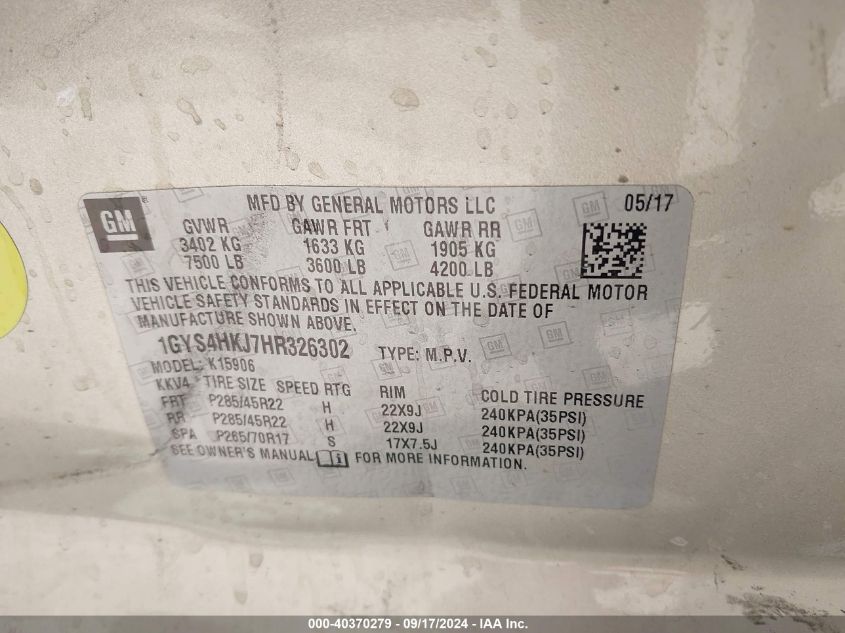 GM
MFD BY GENERAL MOTORS LLC 05/17
GVWR GAWR FRT GAWR RR
3402 KG 1633 KG 1905 KG
7500 LB 3600 LB 4200 LB
THIS VEHICLE CONFORMS TO ALL APPLICABLE U.S. FEDERAL MOTOR
VEHICLE SAFETY STANDARDS IN EFFECT ON THE DATE OF
MANUFACTURE SHOWN ABOVE.
1GYS4HKJ7HR326302 TYPE: M.P.V.
MODEL: K15906
KKV4 TIRE SIZE SPEED RTG RIM COLD TIRE PRESSURE
FRT P285/45R22 H 22X9J 240KPA(35PSI)
RR P285/45R22 H 22X9J 240KPA(35PSI)
SPA P265/70R17 S 17X7.5J 240KPA(35PSI)
SEE OWNER'S MANUAL FOR MORE INFORMATION.
000-40370279 - 09/17/2024 - IAA Inc.